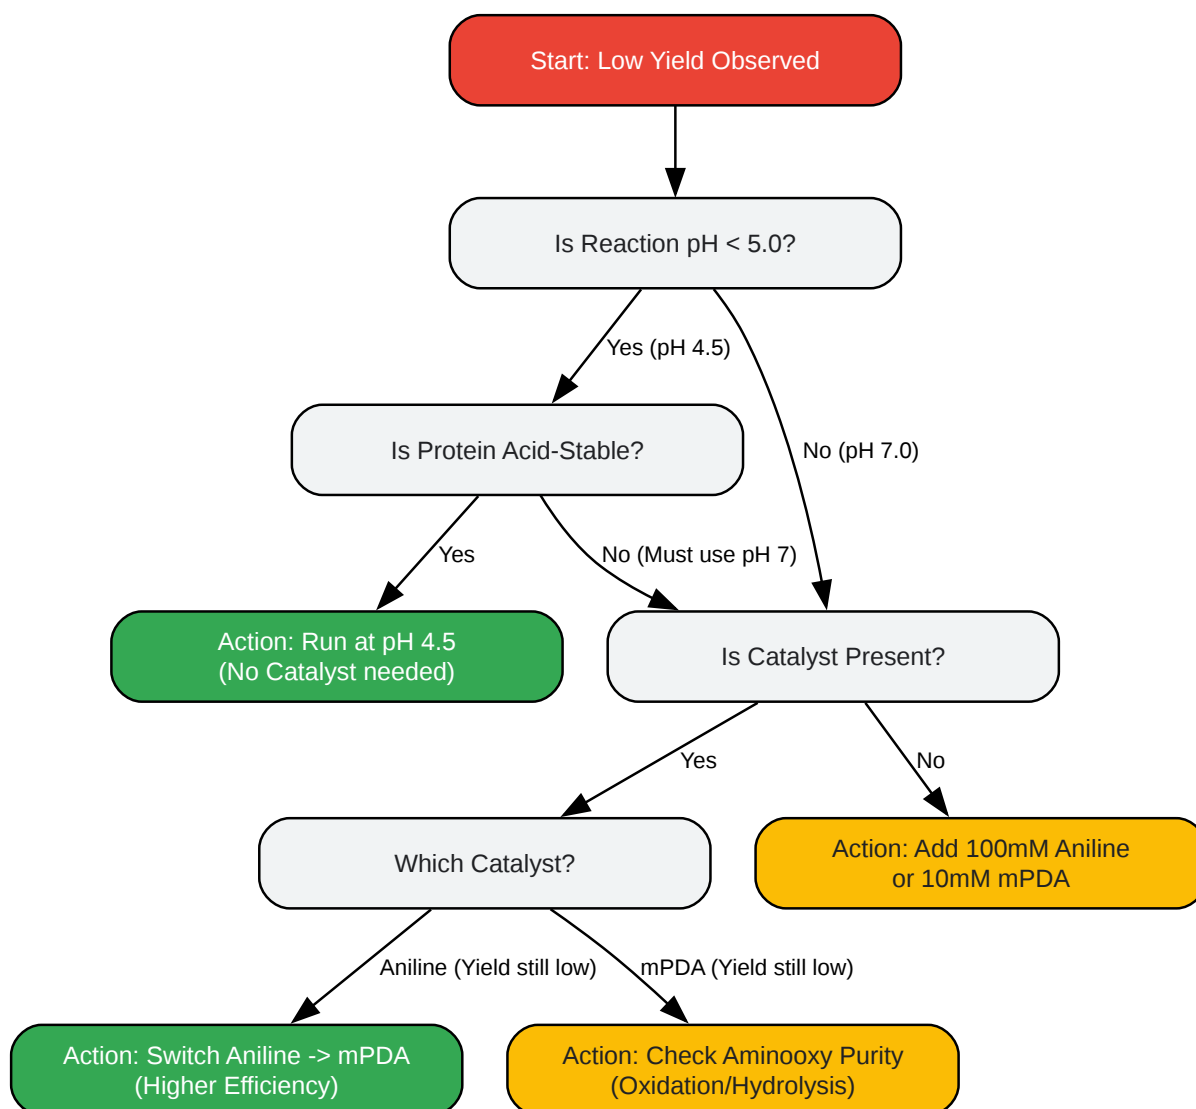 Start: Low Yield Observed
Is Reaction pH < 5.0?
Yes (pH 4.5)
Is Protein Acid-Stable?
No (pH 7.0)
Yes
No (Must use pH 7)
Action: Run at pH 4.5
(No Catalyst needed)
Is Catalyst Present?
Yes
No
Which Catalyst?
Action: Add 100mM Aniline
or 10mM mPDA
Aniline (Yield still low)
mPDA (Yield still low)
Action: Switch Aniline -> mPDA
(Higher Efficiency)
Action: Check Aminooxy Purity
(Oxidation/Hydrolysis)